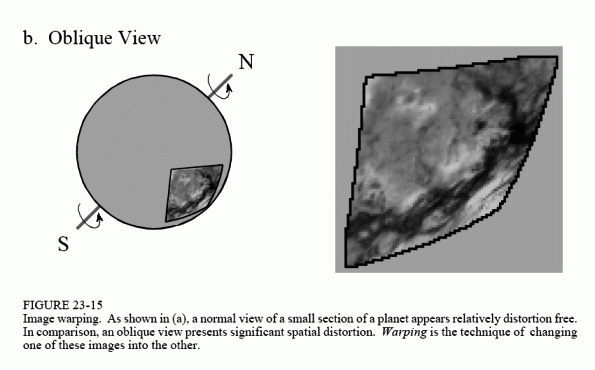 b.  Oblique View
N
S
FIGURE 23-15
Image warping.  As shown in (a), a normal view of a small section of a planet appears relatively distortion free.
In comparison, an oblique view presents significant spatial distortion.  Warping is the technique of  changing
one of these images into the other.